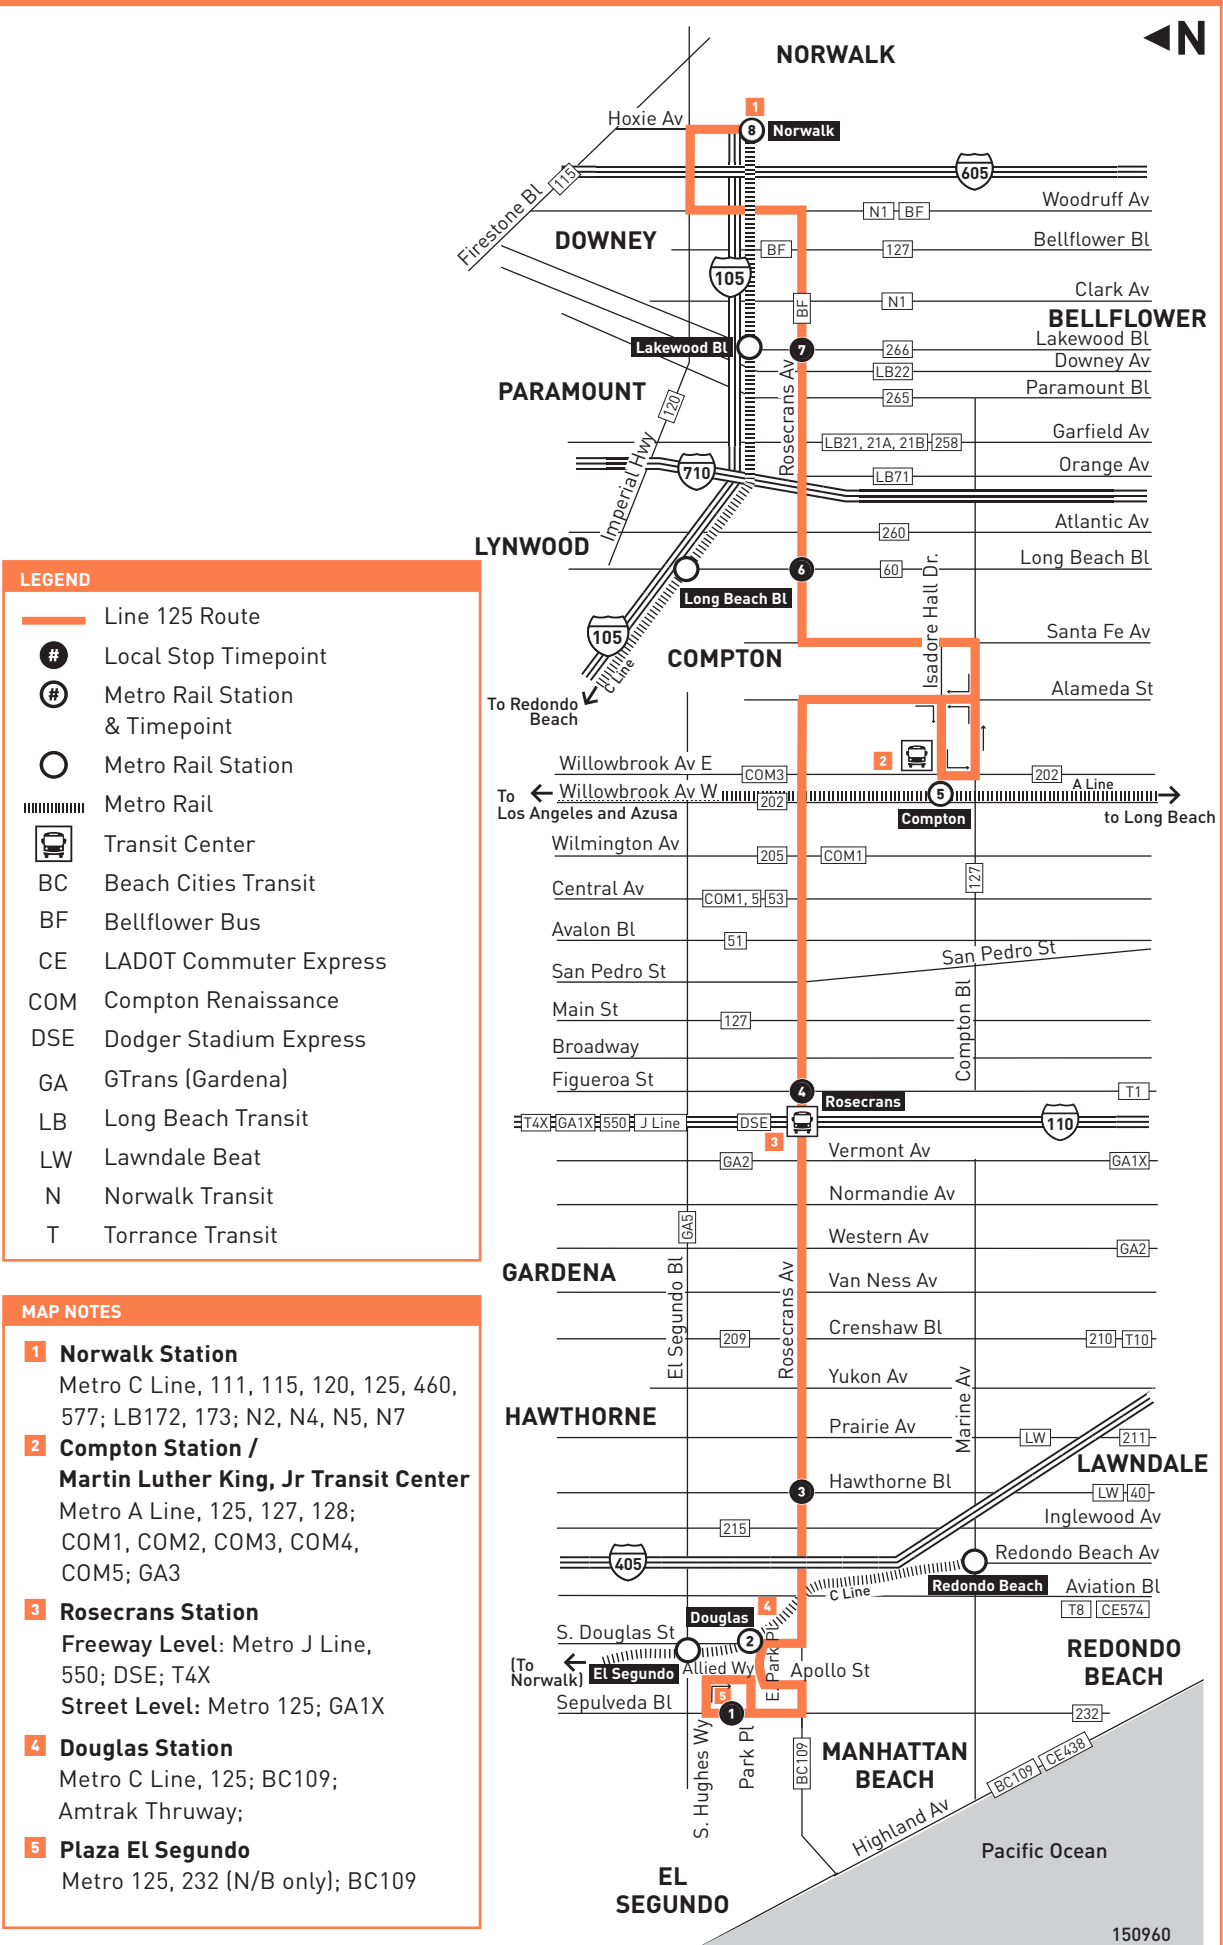 N
NORWALK
1
Hoxie Av
8
Norwalk
115
605
Firestone Bl
Woodruff Av
N1
BF
DOWNEY
Bellflower Bl
BF
127
105
Clark Av
N1
BF
BELLFLOWER
Lakewood Bl
Lakewood Bl
7
266
Downey Av
LB22
PARAMOUNT
Paramount Bl
265
120
Rosecrans Av
Garfield Av
LB21, 21A, 21B
258
Imperial Hwy
710
Orange Av
LB71
Atlantic Av
260
LYNWOOD
Long Beach Bl
6
60
Long Beach Bl
Isadore Hall Dr.
105
C Line
Santa Fe Av
COMPTON
To Redondo
Beach
Alameda St
2
Willowbrook Av E
COM3
202
To
Los Angeles and Azusa
Willowbrook Av W
202
5
A Line
to Long Beach
Compton
Wilmington Av
205
COM1
127
Central Av
COM1, 5
53
Avalon Bl
51
San Pedro St
San Pedro St
Main St
127
Compton Bl
Broadway
Figueroa St
4
T1
Rosecrans
T4X
GA1X
550
J Line
DSE
110
3
Vermont Av
GA2
GA1X
Normandie Av
GA5
Western Av
GA2
GARDENA
El Segundo Bl
Rosecrans Av
Van Ness Av
Crenshaw Bl
209
210
T10
Yukon Av
Marine Av
HAWTHORNE
Prairie Av
LW
211
LAWNDALE
Hawthorne Bl
3
LW
40
Inglewood Av
215
405
Redondo Beach Av
Redondo Beach
Aviation Bl
C Line
T8
CE574
4
Douglas
S. Douglas St
2
REDONDO
BEACH
(To
Norwalk)
El Segundo
Allied Wy
E. Park Pl
Apollo St
5
Sepulveda Bl
1
232
S. Hughes Wy
Park Pl
BC109
MANHATTAN
BEACH
BC109
CE438
Highland Av
Pacific Ocean
EL
SEGUNDO
150960
LEGEND
Line 125 Route
# Local Stop Timepoint
# Metro Rail Station
& Timepoint
Metro Rail Station
Metro Rail
Transit Center
BC Beach Cities Transit
BF Bellflower Bus
CE LADOT Commuter Express
COM Compton Renaissance
DSE Dodger Stadium Express
GA GTrans (Gardena)
LB Long Beach Transit
LW Lawndale Beat
N Norwalk Transit
T Torrance Transit
MAP NOTES
1 Norwalk Station
Metro C Line, 111, 115, 120, 125, 460,
577; LB172, 173; N2, N4, N5, N7
2 Compton Station /
Martin Luther King, Jr Transit Center
Metro A Line, 125, 127, 128;
COM1, COM2, COM3, COM4,
COM5; GA3
3 Rosecrans Station
Freeway Level: Metro J Line,
550; DSE; T4X
Street Level: Metro 125; GA1X
4 Douglas Station
Metro C Line, 125; BC109;
Amtrak Thruway;
5 Plaza El Segundo
Metro 125, 232 (N/B only); BC109